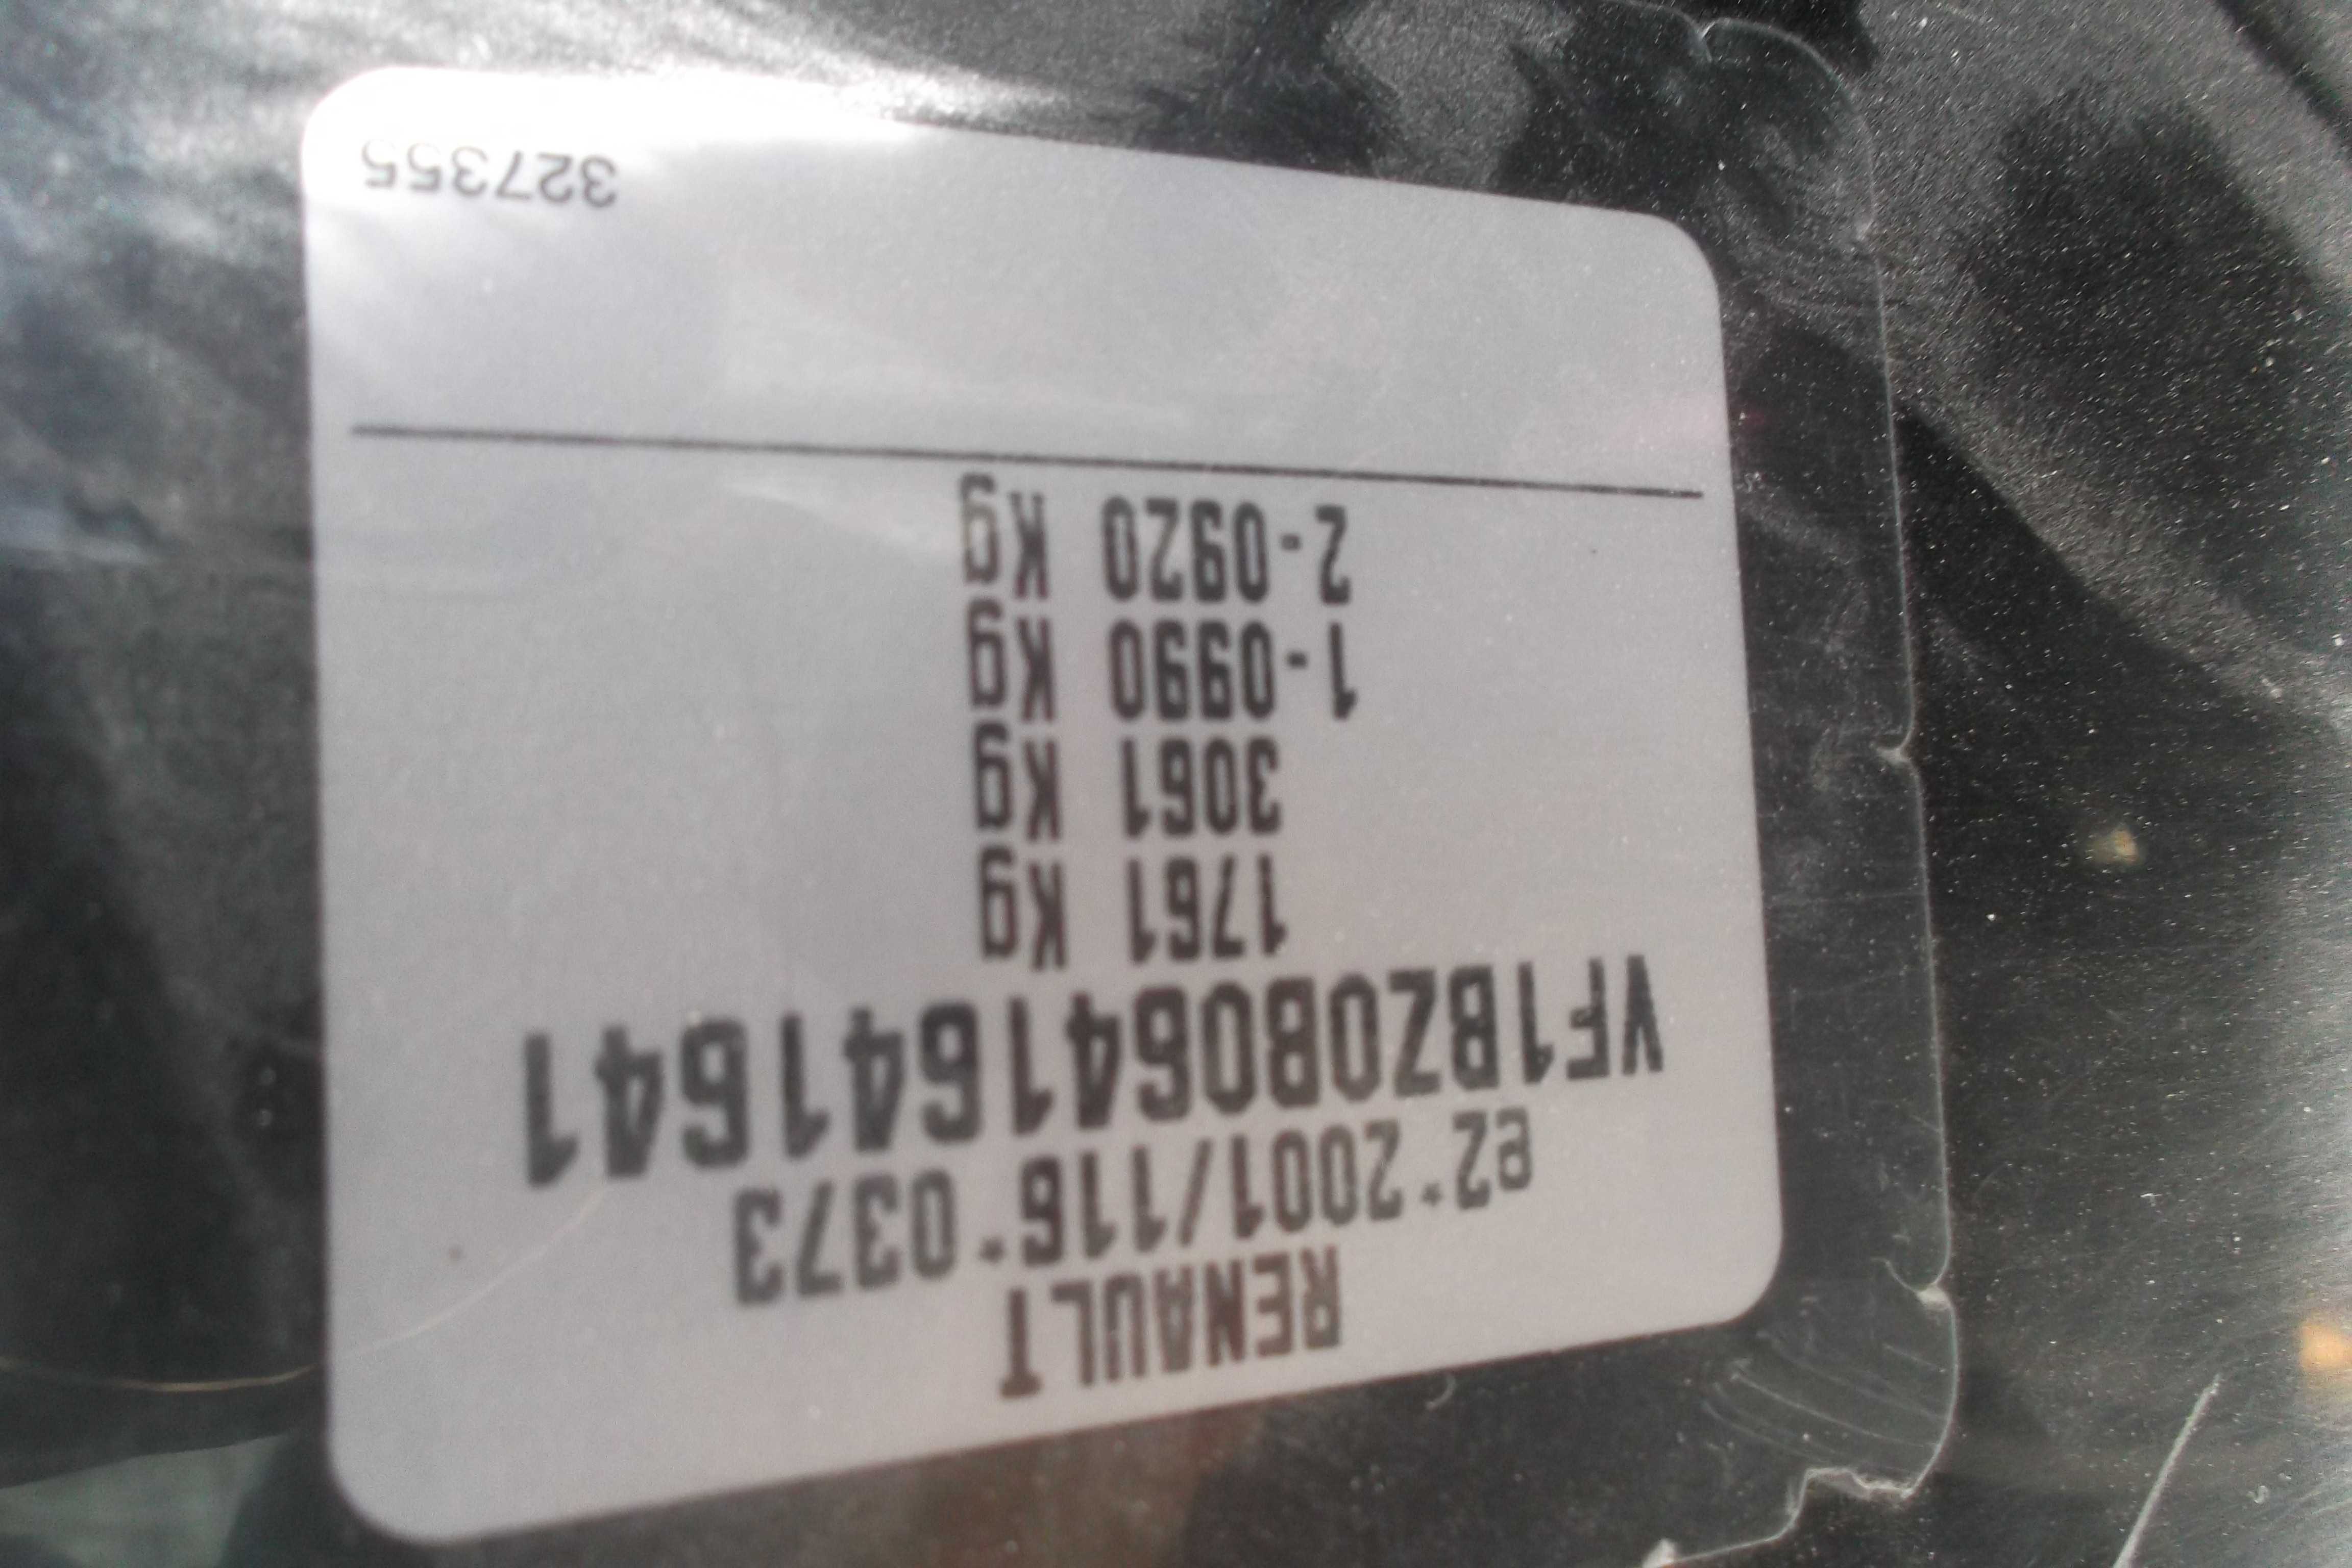 RENAULT
e2*2001/116*0373
VF1BZ0B0641641641
1761 Kg
3061 Kg
1-0990 Kg
2-0920 Kg
327355